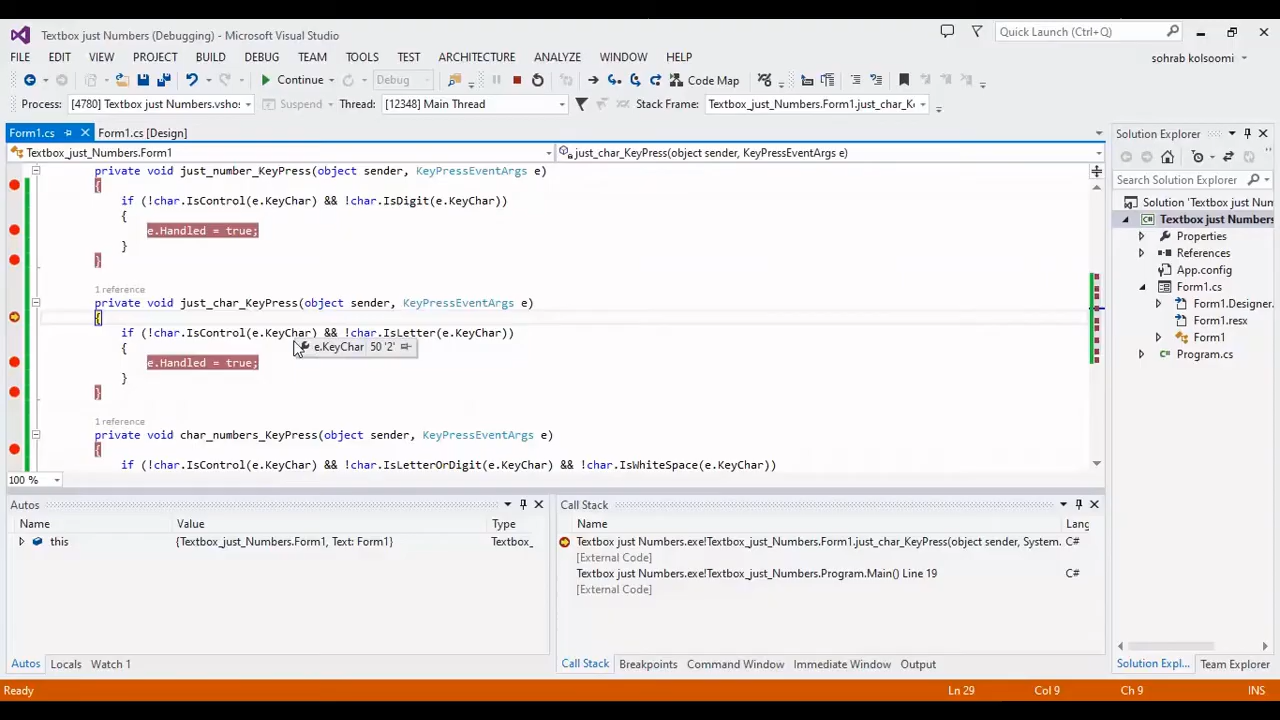 Textbox just Numbers (Debugging) - Microsoft Visual Studio
Quick Launch (Ctrl+Q)
FILE EDIT VIEW PROJECT BUILD DEBUG TEAM TOOLS TEST ARCHITECTURE ANALYZE WINDOW HELP
sohrab kolsoomi
Continue Debug Code Map
Process: [4780] Textbox just Numbers.vshos Suspend Thread: [12348] Main Thread Stack Frame: Textbox_just_Numbers.Form1.just_char_K
Form1.cs Form1.cs [Design]
Textbox_just_Numbers.Form1 just_char_KeyPress(object sender, KeyPressEventArgs e)
private void just_number_KeyPress(object sender, KeyPressEventArgs e)
{
if (!char.IsControl(e.KeyChar) && !char.IsDigit(e.KeyChar))
{
e.Handled = true;
}
}
1 reference
private void just_char_KeyPress(object sender, KeyPressEventArgs e)
{
if (!char.IsControl(e.KeyChar) && !char.IsLetter(e.KeyChar))
{
e.KeyChar 50 '2'
e.Handled = true;
}
}
1 reference
private void char_numbers_KeyPress(object sender, KeyPressEventArgs e)
{
if (!char.IsControl(e.KeyChar) && !char.IsLetterOrDigit(e.KeyChar) && !char.IsWhiteSpace(e.KeyChar))
100 %
Solution Explorer
Search Solution Explorer
Solution 'Textbox just Num
Textbox just Numbers
Properties
References
App.config
Form1.cs
Form1.Designer.
Form1.resx
Form1
Program.cs
Autos
Name Value Type
this {Textbox_just_Numbers.Form1, Text: Form1} Textbox_
Autos Locals Watch 1
Call Stack
Name Lang
Textbox just Numbers.exe!Textbox_just_Numbers.Form1.just_char_KeyPress(object sender, System. C#
[External Code]
Textbox just Numbers.exe!Textbox_just_Numbers.Program.Main() Line 19 C#
[External Code]
Call Stack Breakpoints Command Window Immediate Window Output
Solution Expl... Team Explorer
Ready Ln 29 Col 9 Ch 9 INS